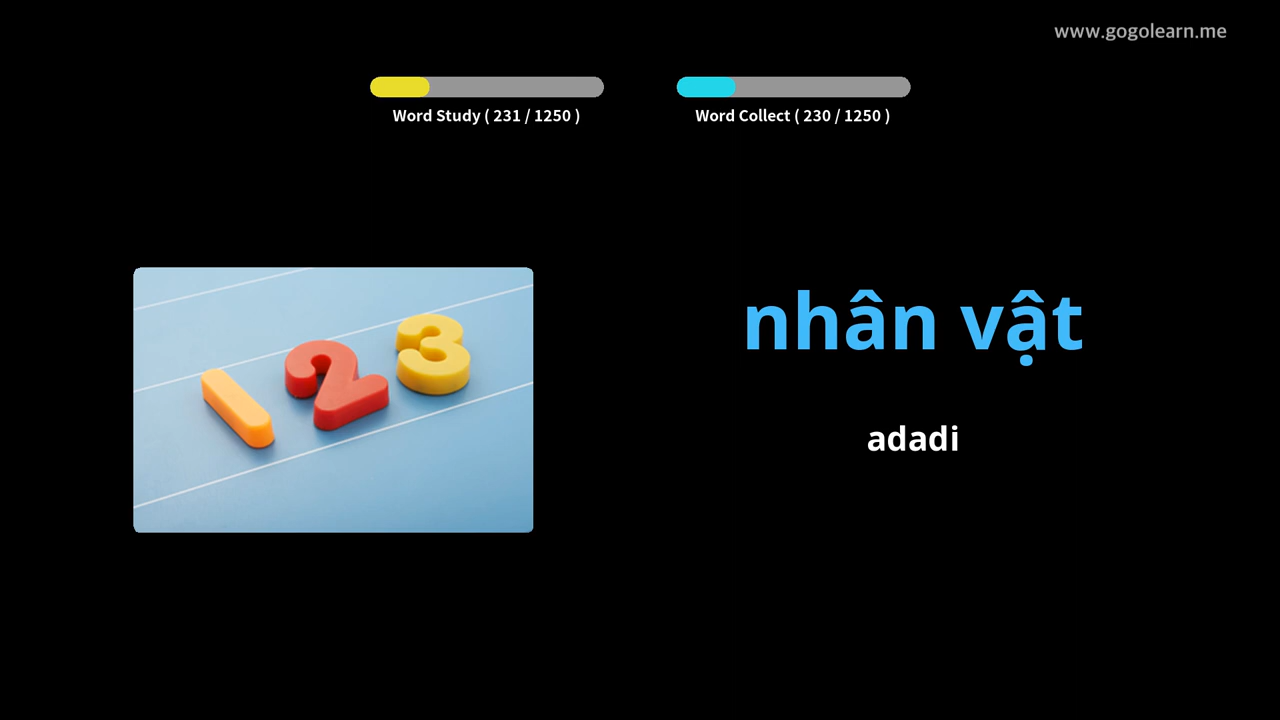 www.gogolearn.me
Word Study ( 231 / 1250 )
Word Collect ( 230 / 1250 )
1 2 3
nhân vật
adadi